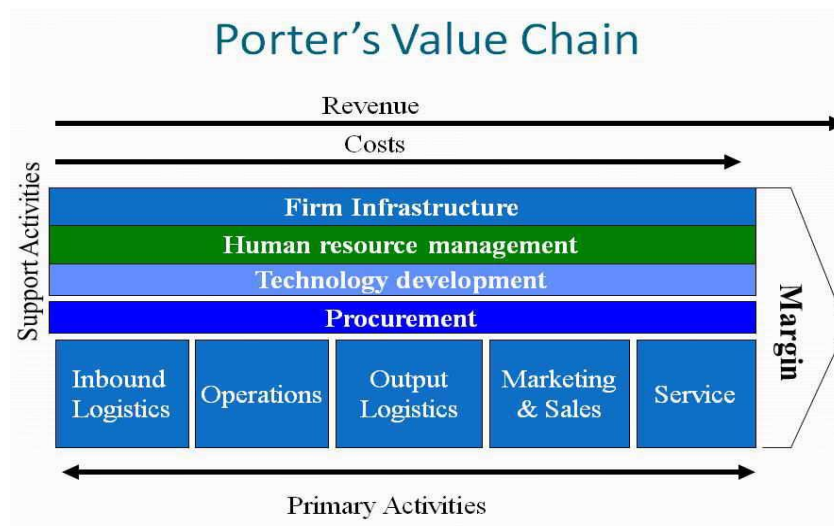 Porter's Value Chain
Revenue
Costs
Support Activities
Firm Infrastructure
Human resource management
Technology development
Procurement
Inbound
Logistics
Operations
Output
Logistics
Marketing
& Sales
Service
Margin
Primary Activities